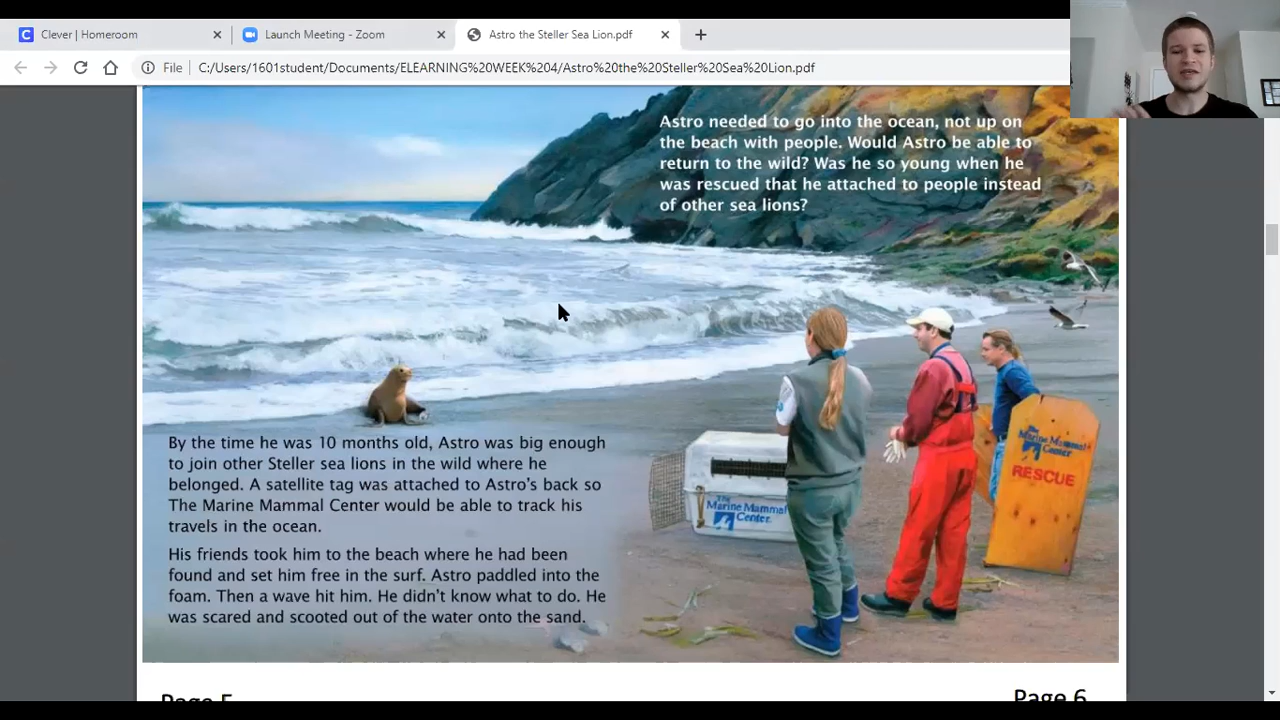 Clever | Homeroom
Launch Meeting - Zoom
Astro the Steller Sea Lion.pdf
File
C:/Users/1601student/Documents/ELEARNING%20WEEK%204/Astro%20the%20Steller%20Sea%20Lion.pdf
Astro needed to go into the ocean, not up on
the beach with people. Would Astro be able to
return to the wild? Was he so young when he
was rescued that he attached to people instead
of other sea lions?
By the time he was 10 months old, Astro was big enough
to join other Steller sea lions in the wild where he
belonged. A satellite tag was attached to Astro’s back so
The Marine Mammal Center would be able to track his
travels in the ocean.
His friends took him to the beach where he had been
found and set him free in the surf. Astro paddled into the
foam. Then a wave hit him. He didn’t know what to do. He
was scared and scooted out of the water onto the sand.
The
Marine Mammal
Center
The
Marine Mammal
Center
RESCUE
Page 5
Page 6